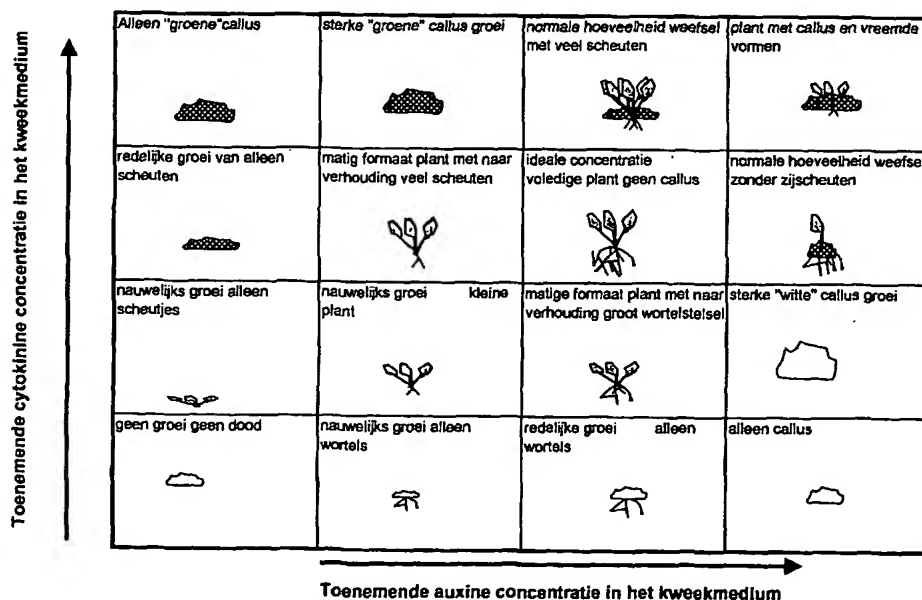 Toenemende cytokinine concentratie in het kweekmedium
Alleen "groene"callus
sterke "groene" callus groei
normale hoeveelheid weefsel
met veel scheuten
plant met callus en vreemde
vormen
redelijke groei van alleen
scheuten
matig formaat plant met naar
verhouding veel scheuten
ideale concentratie
voledige plant geen callus
normale hoeveelheid weefse
zonder zijscheuten
nauwelijks groei alleen
scheutjes
nauwelijks groei kleine
plant
matige formaat plant met naar
verhouding groot wortelstelsel
sterke "witte" callus groei
geen groei geen dood
nauwelijks groei alleen
wortels
redelijke groei alleen
wortels
alleen callus
Toenemende auxine concentratie in het kweekmedium